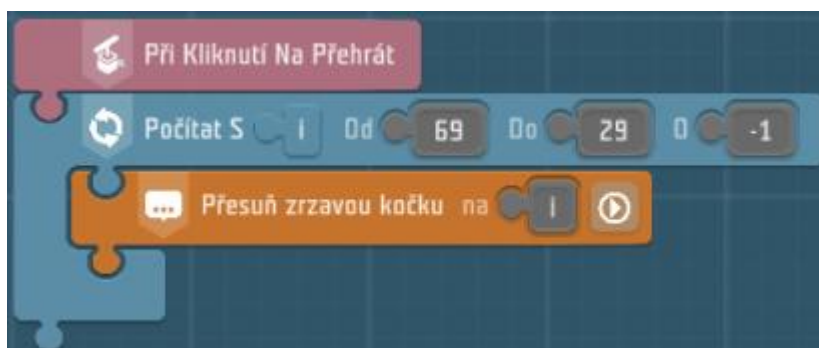 Při Kliknutí Na Přehrát
Počítat S i Od 69 Do 29 O -1
Přesuň zrzavou kočku na i